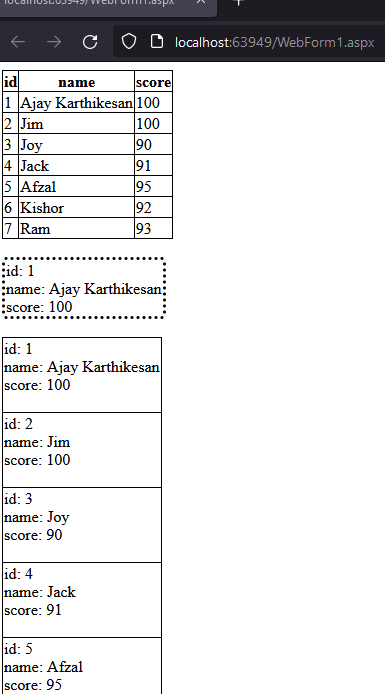 localhost:63949/WebForm1.aspx
localhost:63949/WebForm1.aspx
id name score
1 Ajay Karthikesan 100
2 Jim 100
3 Joy 90
4 Jack 91
5 Afzal 95
6 Kishor 92
7 Ram 93
id: 1
name: Ajay Karthikesan
score: 100
id: 1
name: Ajay Karthikesan
score: 100
id: 2
name: Jim
score: 100
id: 3
name: Joy
score: 90
id: 4
name: Jack
score: 91
id: 5
name: Afzal
score: 95